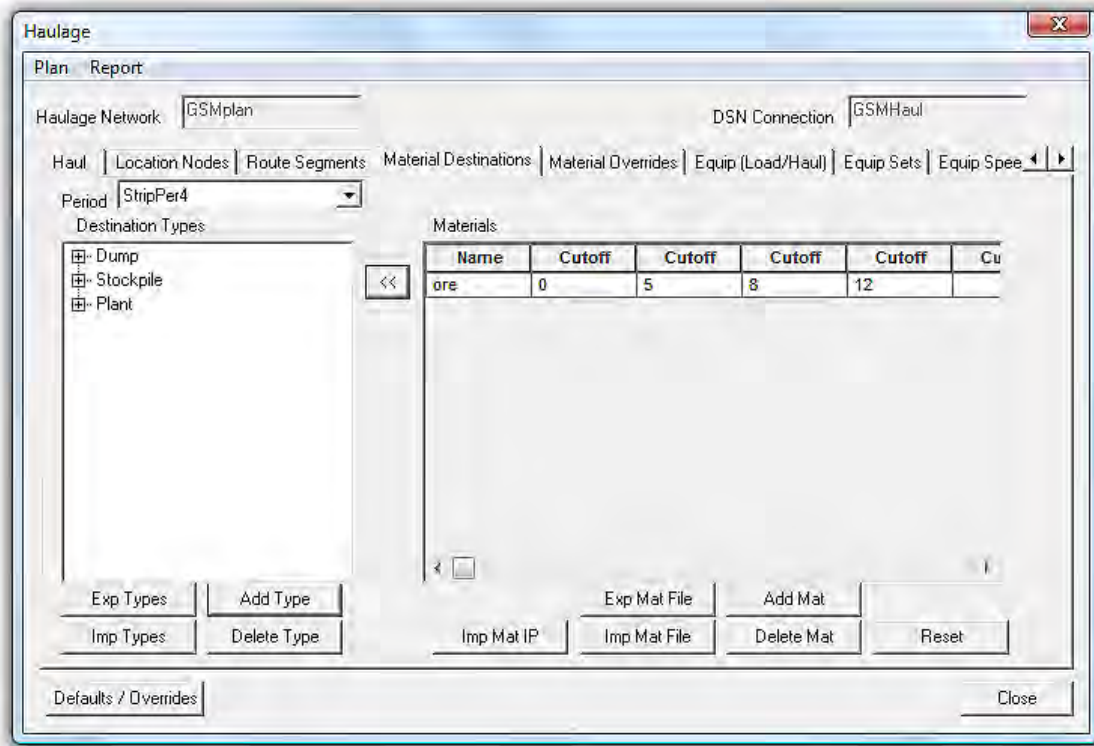 Haulage
Plan Report
Haulage Network GSMplan DSN Connection GSMHaul
Haul Location Nodes Route Segments Material Destinations Material Overrides Equip (Load/Haul) Equip Sets Equip Spee
Period StripPer4
Destination Types Materials
Name Cutoff Cutoff Cutoff Cutoff Cu
Dump
Stockpile
Plant
<<
ore 0 5 8 12
Exp Types Add Type Exp Mat File Add Mat
Imp Types Delete Type Imp Mat IP Imp Mat File Delete Mat Reset
Defaults / Overrides Close